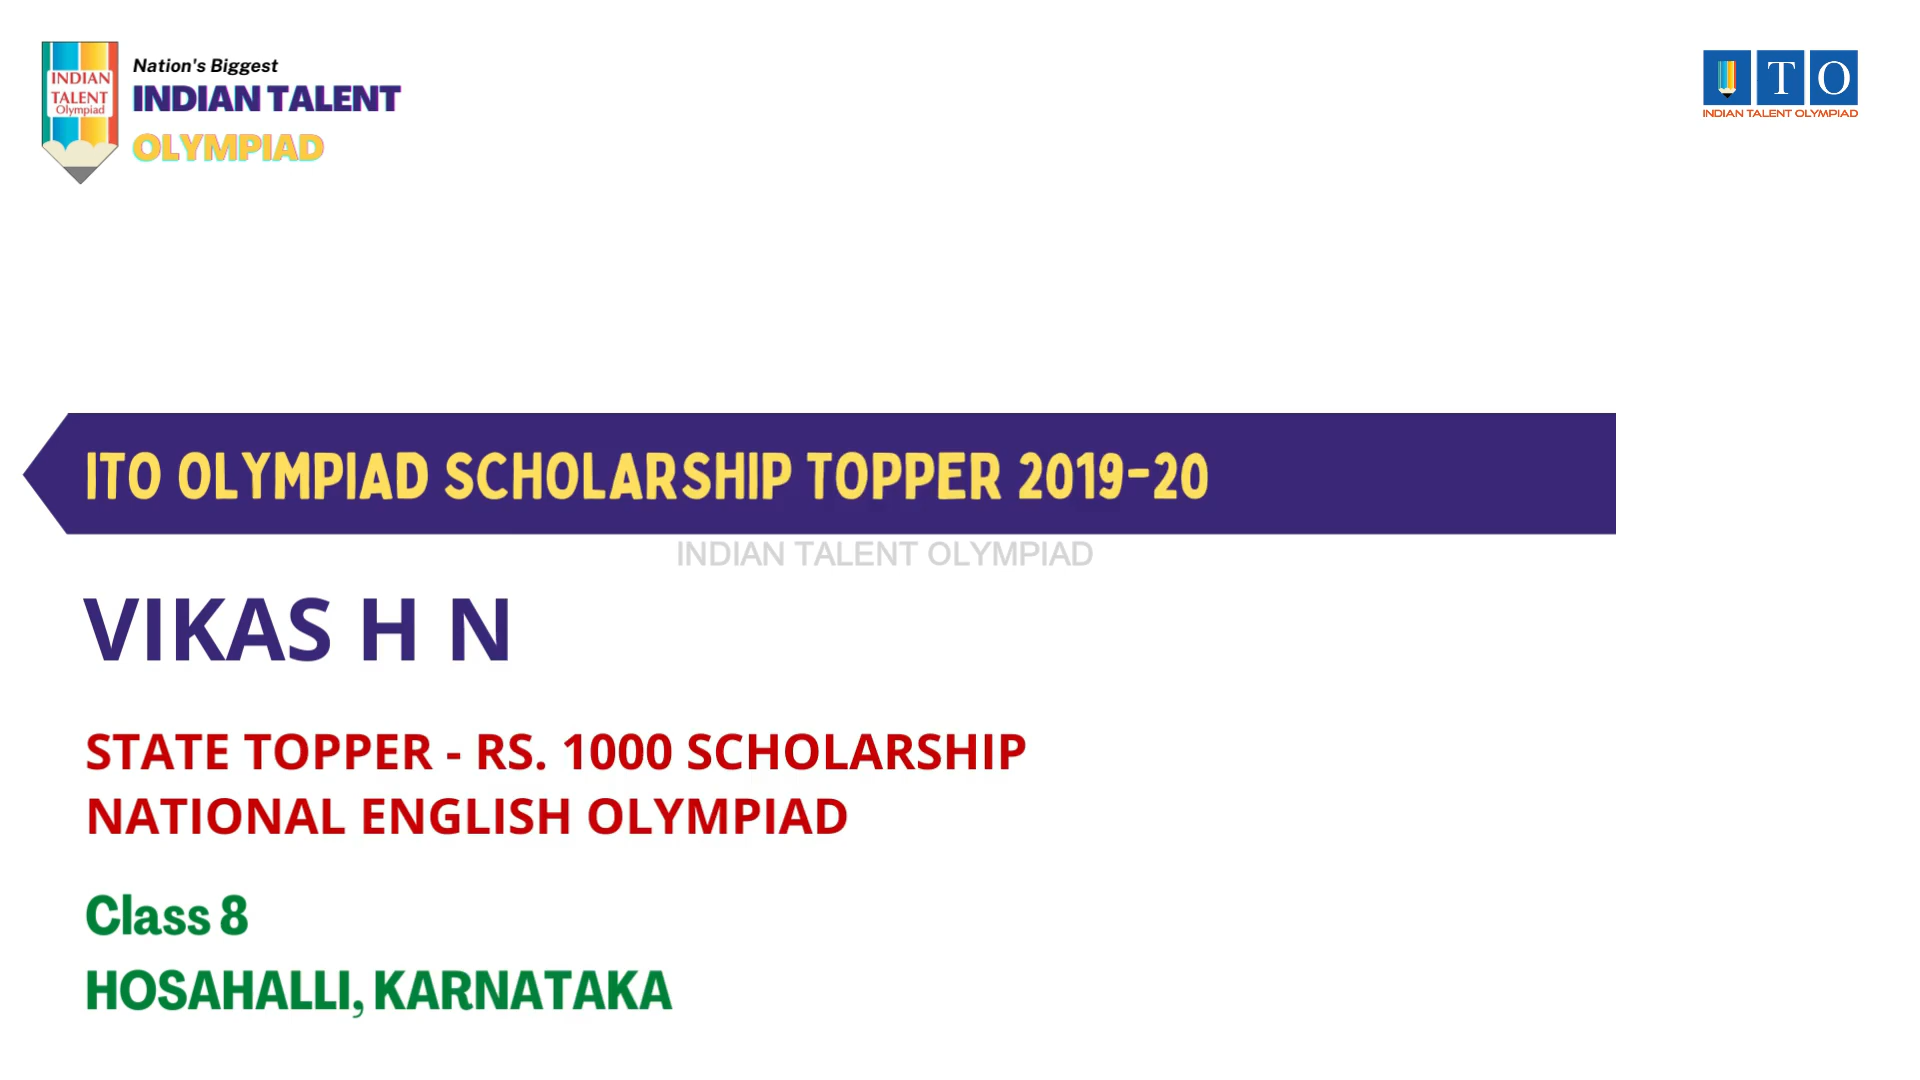 Nation's Biggest
INDIAN TALENT
OLYMPIAD
INDIAN
TALENT
Olympiad
I T O
INDIAN TALENT OLYMPIAD
ITO OLYMPIAD SCHOLARSHIP TOPPER 2019-20
INDIAN TALENT OLYMPIAD
VIKAS H N
STATE TOPPER - RS. 1000 SCHOLARSHIP
NATIONAL ENGLISH OLYMPIAD
Class 8
HOSAHALLI, KARNATAKA